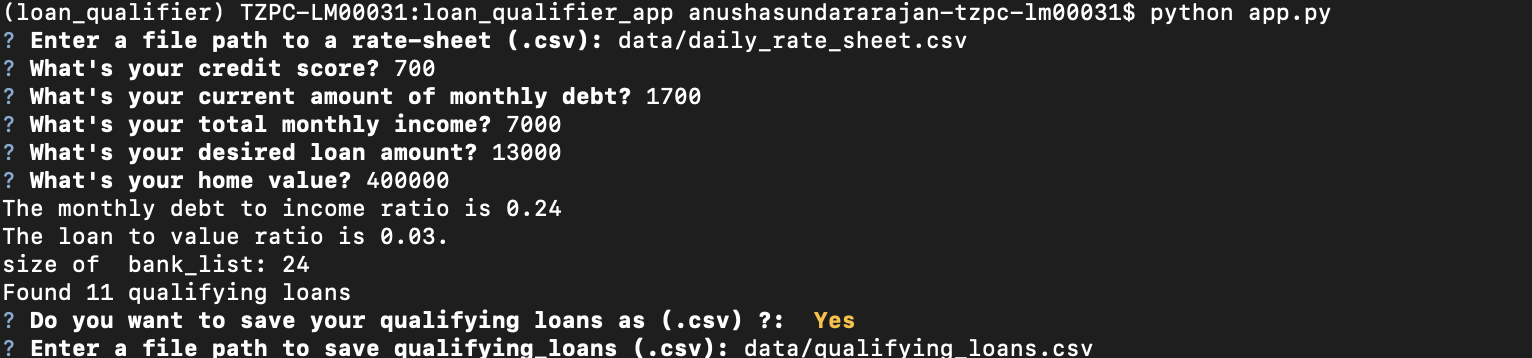 (loan_qualifier) TZPC-LM00031:loan_qualifier_app anushasundararajan-tzpc-lm00031$ python app.py
? Enter a file path to a rate-sheet (.csv): data/daily_rate_sheet.csv
? What's your credit score? 700
? What's your current amount of monthly debt? 1700
? What's your total monthly income? 7000
? What's your desired loan amount? 13000
? What's your home value? 400000
The monthly debt to income ratio is 0.24
The loan to value ratio is 0.03.
size of  bank_list: 24
Found 11 qualifying loans
? Do you want to save your qualifying loans as (.csv) ?:  Yes
? Enter a file path to save qualifying_loans (.csv): data/qualifying_loans.csv